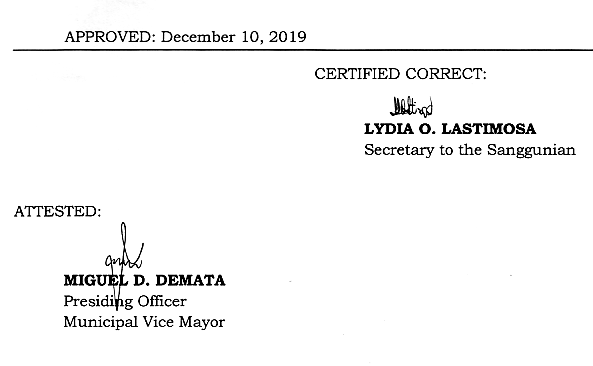 APPROVED: December 10, 2019
CERTIFIED CORRECT:
LYDIA O. LASTIMOSA
Secretary to the Sanggunian
ATTESTED:
MIGUEL D. DEMATA
Presiding Officer
Municipal Vice Mayor